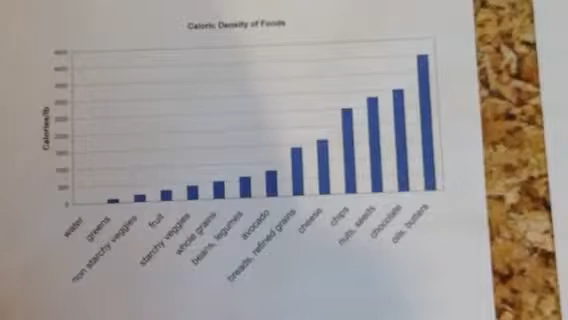 Caloric Density of Foods
Calories/lb
water
greens
non starchy veggies
fruit
starchy veggies
whole grains
beans, legumes
avocado
breads, refined grains
cheese
chips
nuts, seeds
chocolate
oils, butters